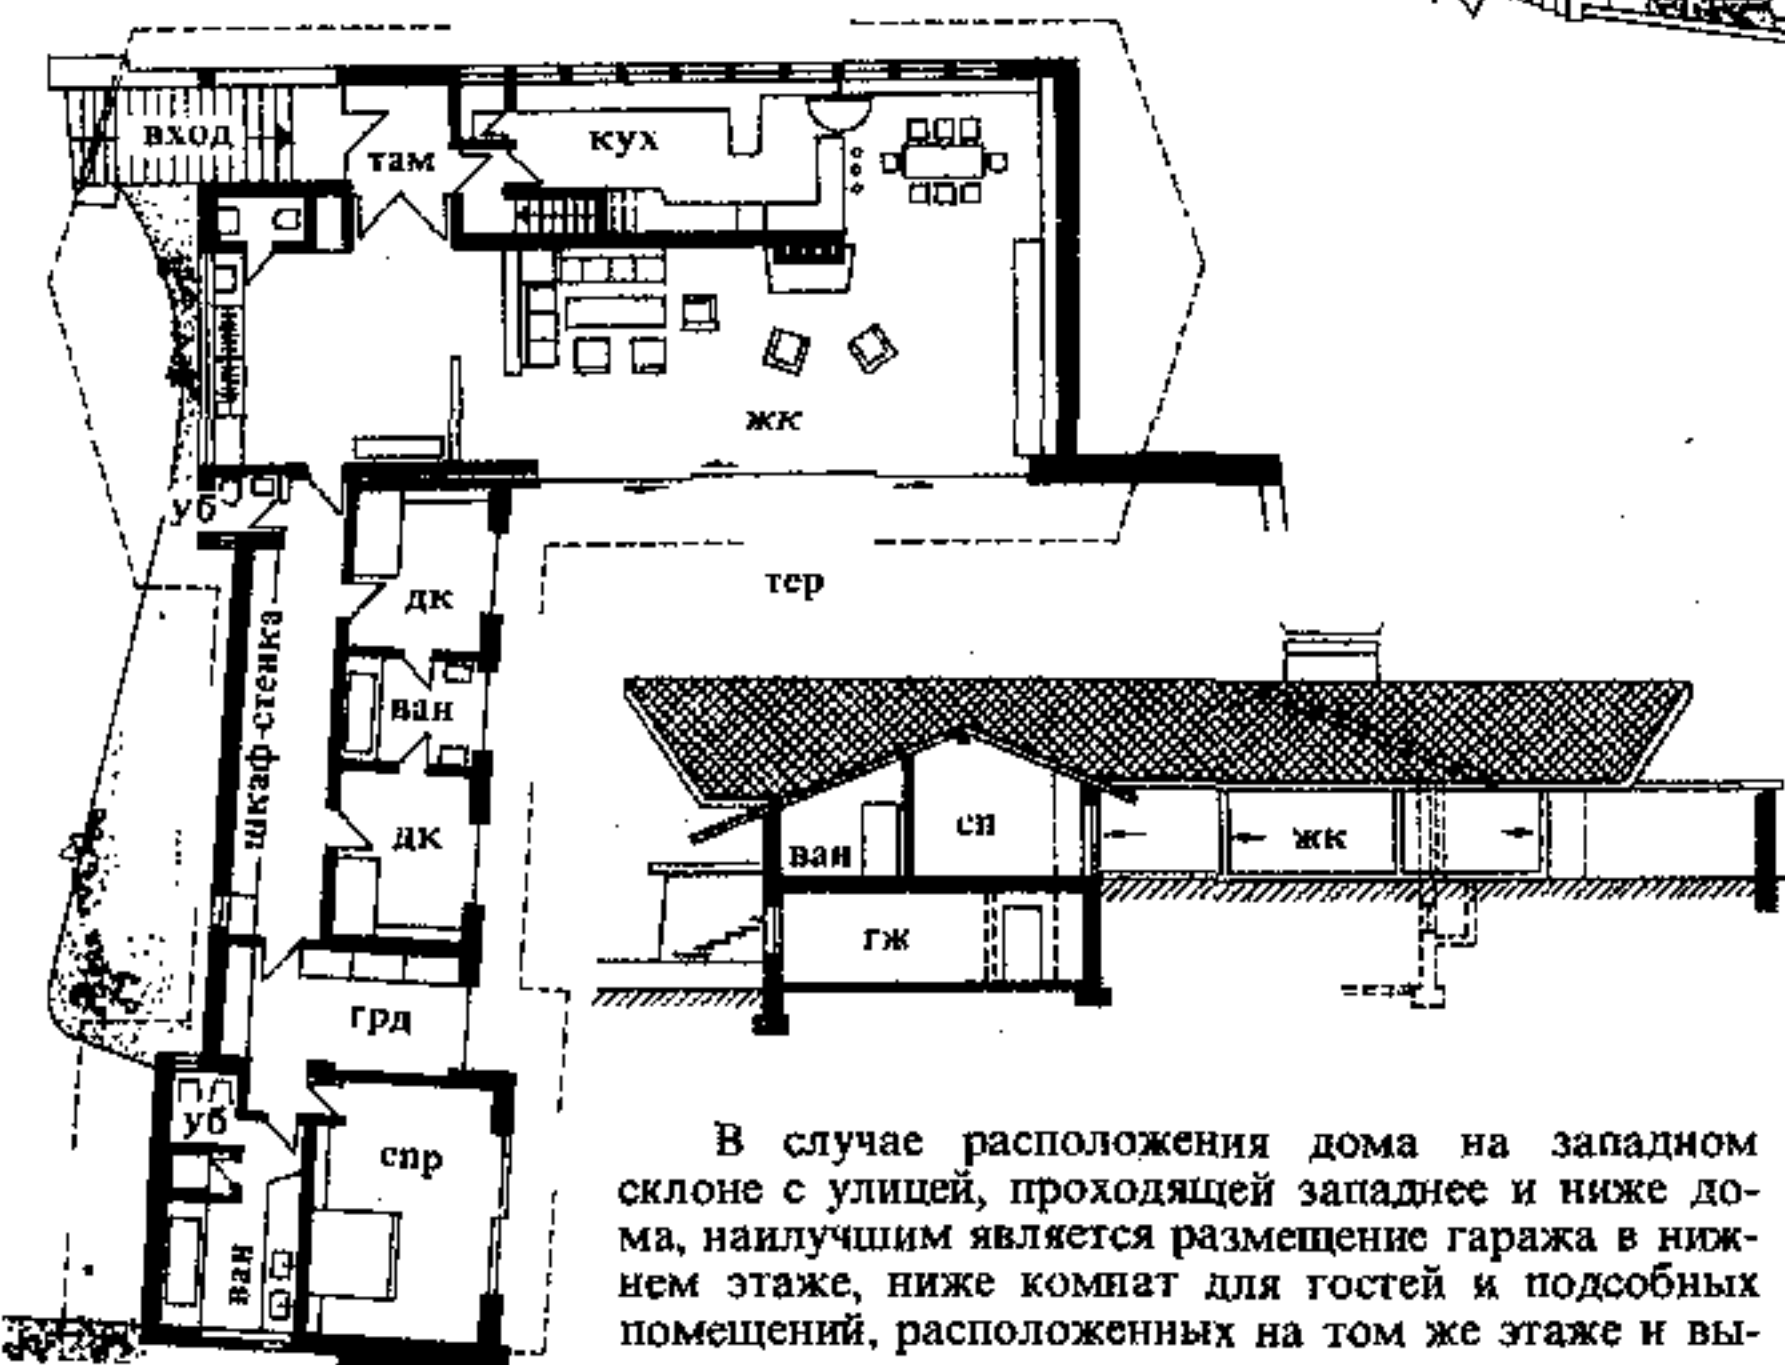 вход
там
кух
жк
уб
дк
тер
шкаф-стенка
ван
дк
ван
сп
жк
гж
грд
уб
спр
ван
В случае расположения дома на западном
склоне с улицей, проходящей западнее и ниже до-
ма, наилучшим является размещение гаража в ниж-
нем этаже, ниже комнат для гостей и подсобных
помещений, расположенных на том же этаже и вы-